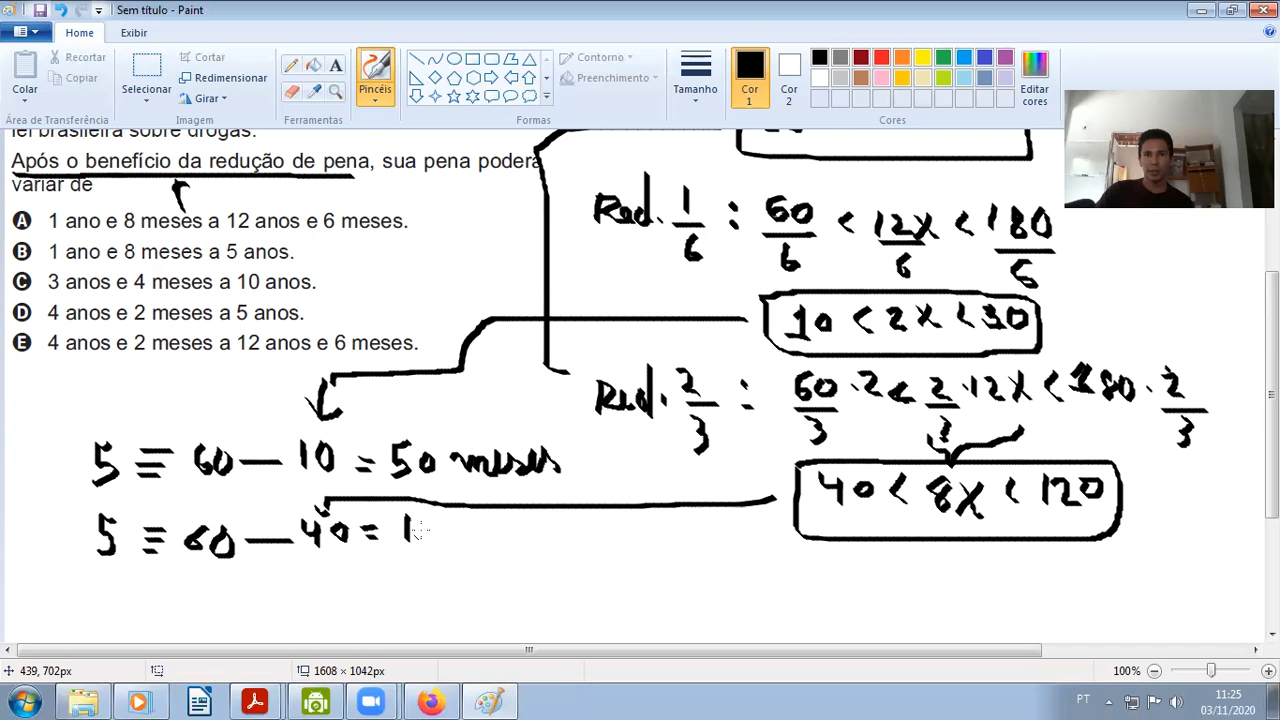 Sem título - Paint
Home
Exibir
Colar
Recortar
Copiar
Selecionar
Cortar
Redimensionar
Girar
A
Pincéis
Contorno
Preenchimento
Tamanho
Cor 1
Cor 2
Editar cores
Área de Transferência
Imagem
Ferramentas
Formas
Cores
lei brasileira sobre drogas.
Após o benefício da redução de pena, sua pena poderá
variar de
A 1 ano e 8 meses a 12 anos e 6 meses.
B 1 ano e 8 meses a 5 anos.
C 3 anos e 4 meses a 10 anos.
D 4 anos e 2 meses a 5 anos.
E 4 anos e 2 meses a 12 anos e 6 meses.
Red. 1/6 : 60/6 < 12x/6 < 180/6
10 < 2x < 30
Red. 2/3 : 60/3 · 2 < 2/3 · 12x < 180 · 2/3
40 < 8x < 120
5 ≡ 60 — 10 = 50 meses
5 ≡ 60 — 40 = 1
439, 702px
1608 × 1042px
100%
PT
11:25
03/11/2020